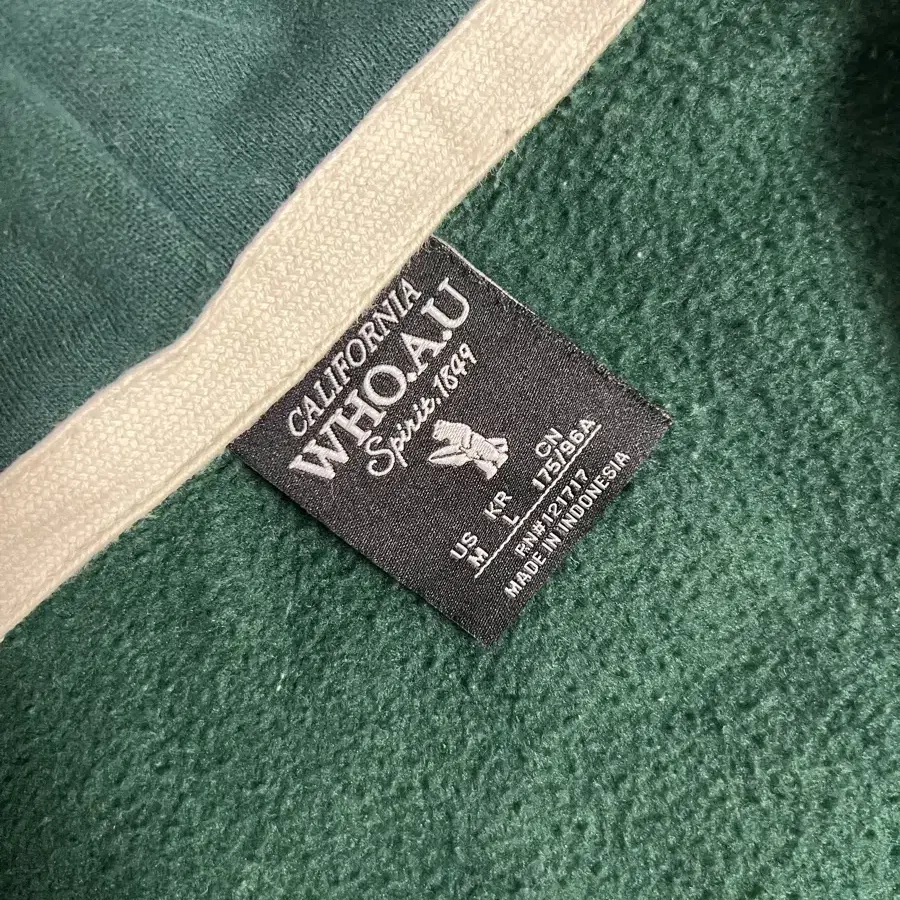 CALIFORNIA
WHO.A.U
Spirit.1849
US KR CN
M L 175/96A
RN#121717
MADE IN INDONESIA